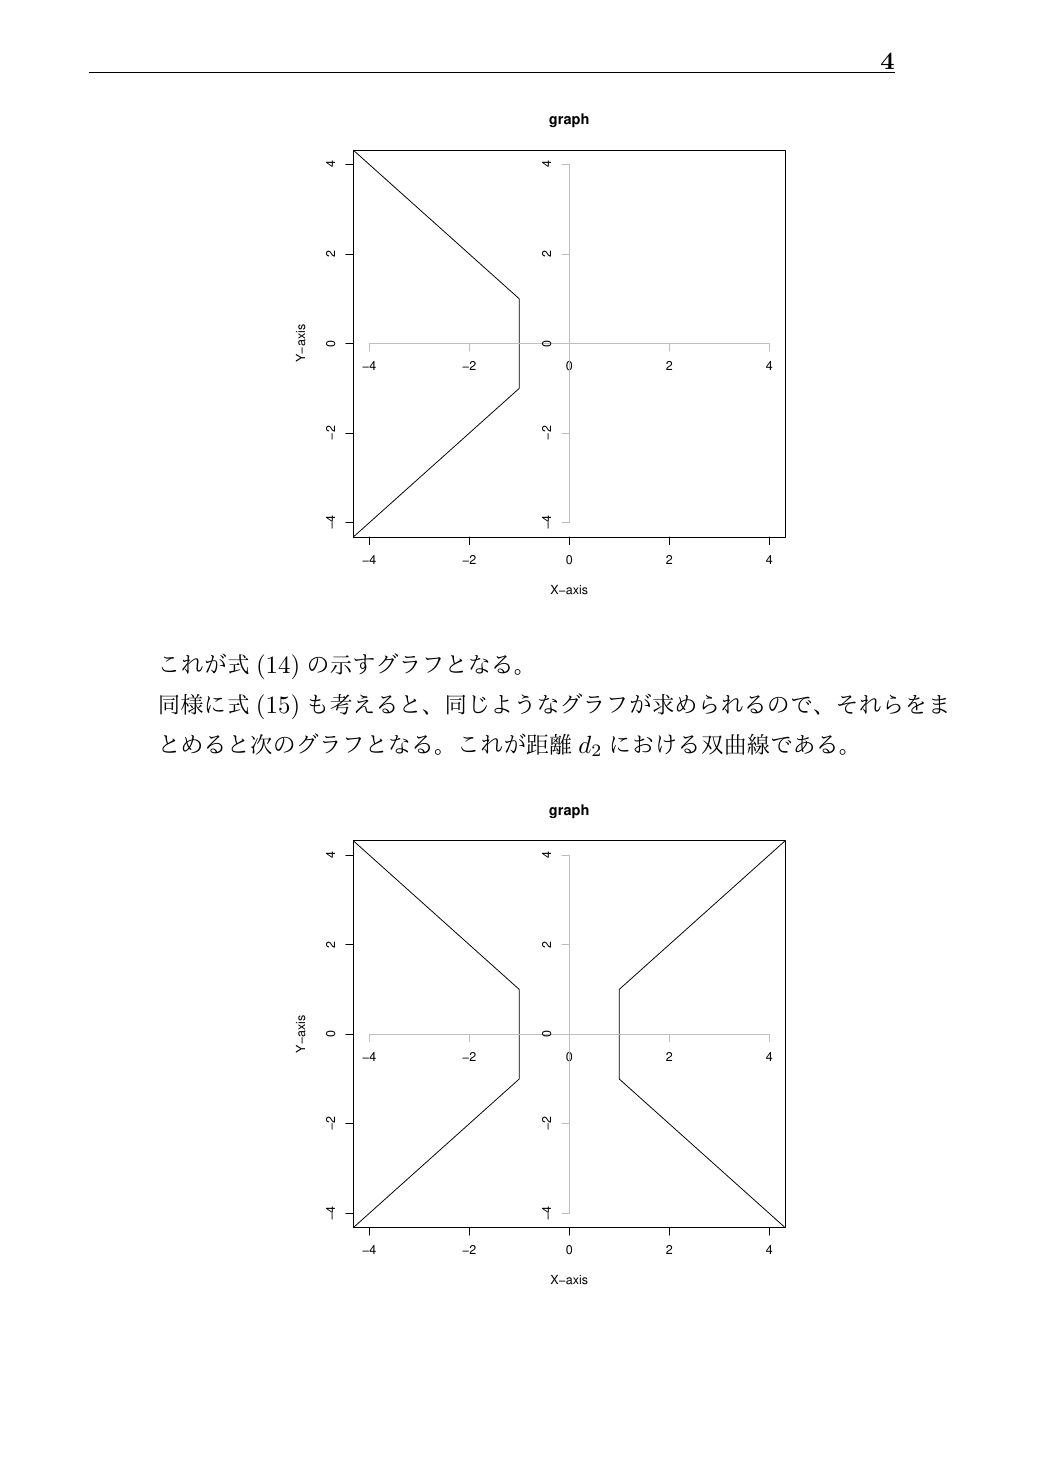 4
graph
4
2
0
−2
−4
Y−axis
4
2
0
−2
−4
−4 −2 0 2 4
−4 −2 0 2 4
X−axis
これが式 (14) の示すグラフとなる。
同様に式 (15) も考えると、同じようなグラフが求められるので、それらをま
とめると次のグラフとなる。これが距離 d2 における双曲線である。
graph
4
2
0
−2
−4
Y−axis
4
2
0
−2
−4
−4 −2 0 2 4
−4 −2 0 2 4
X−axis